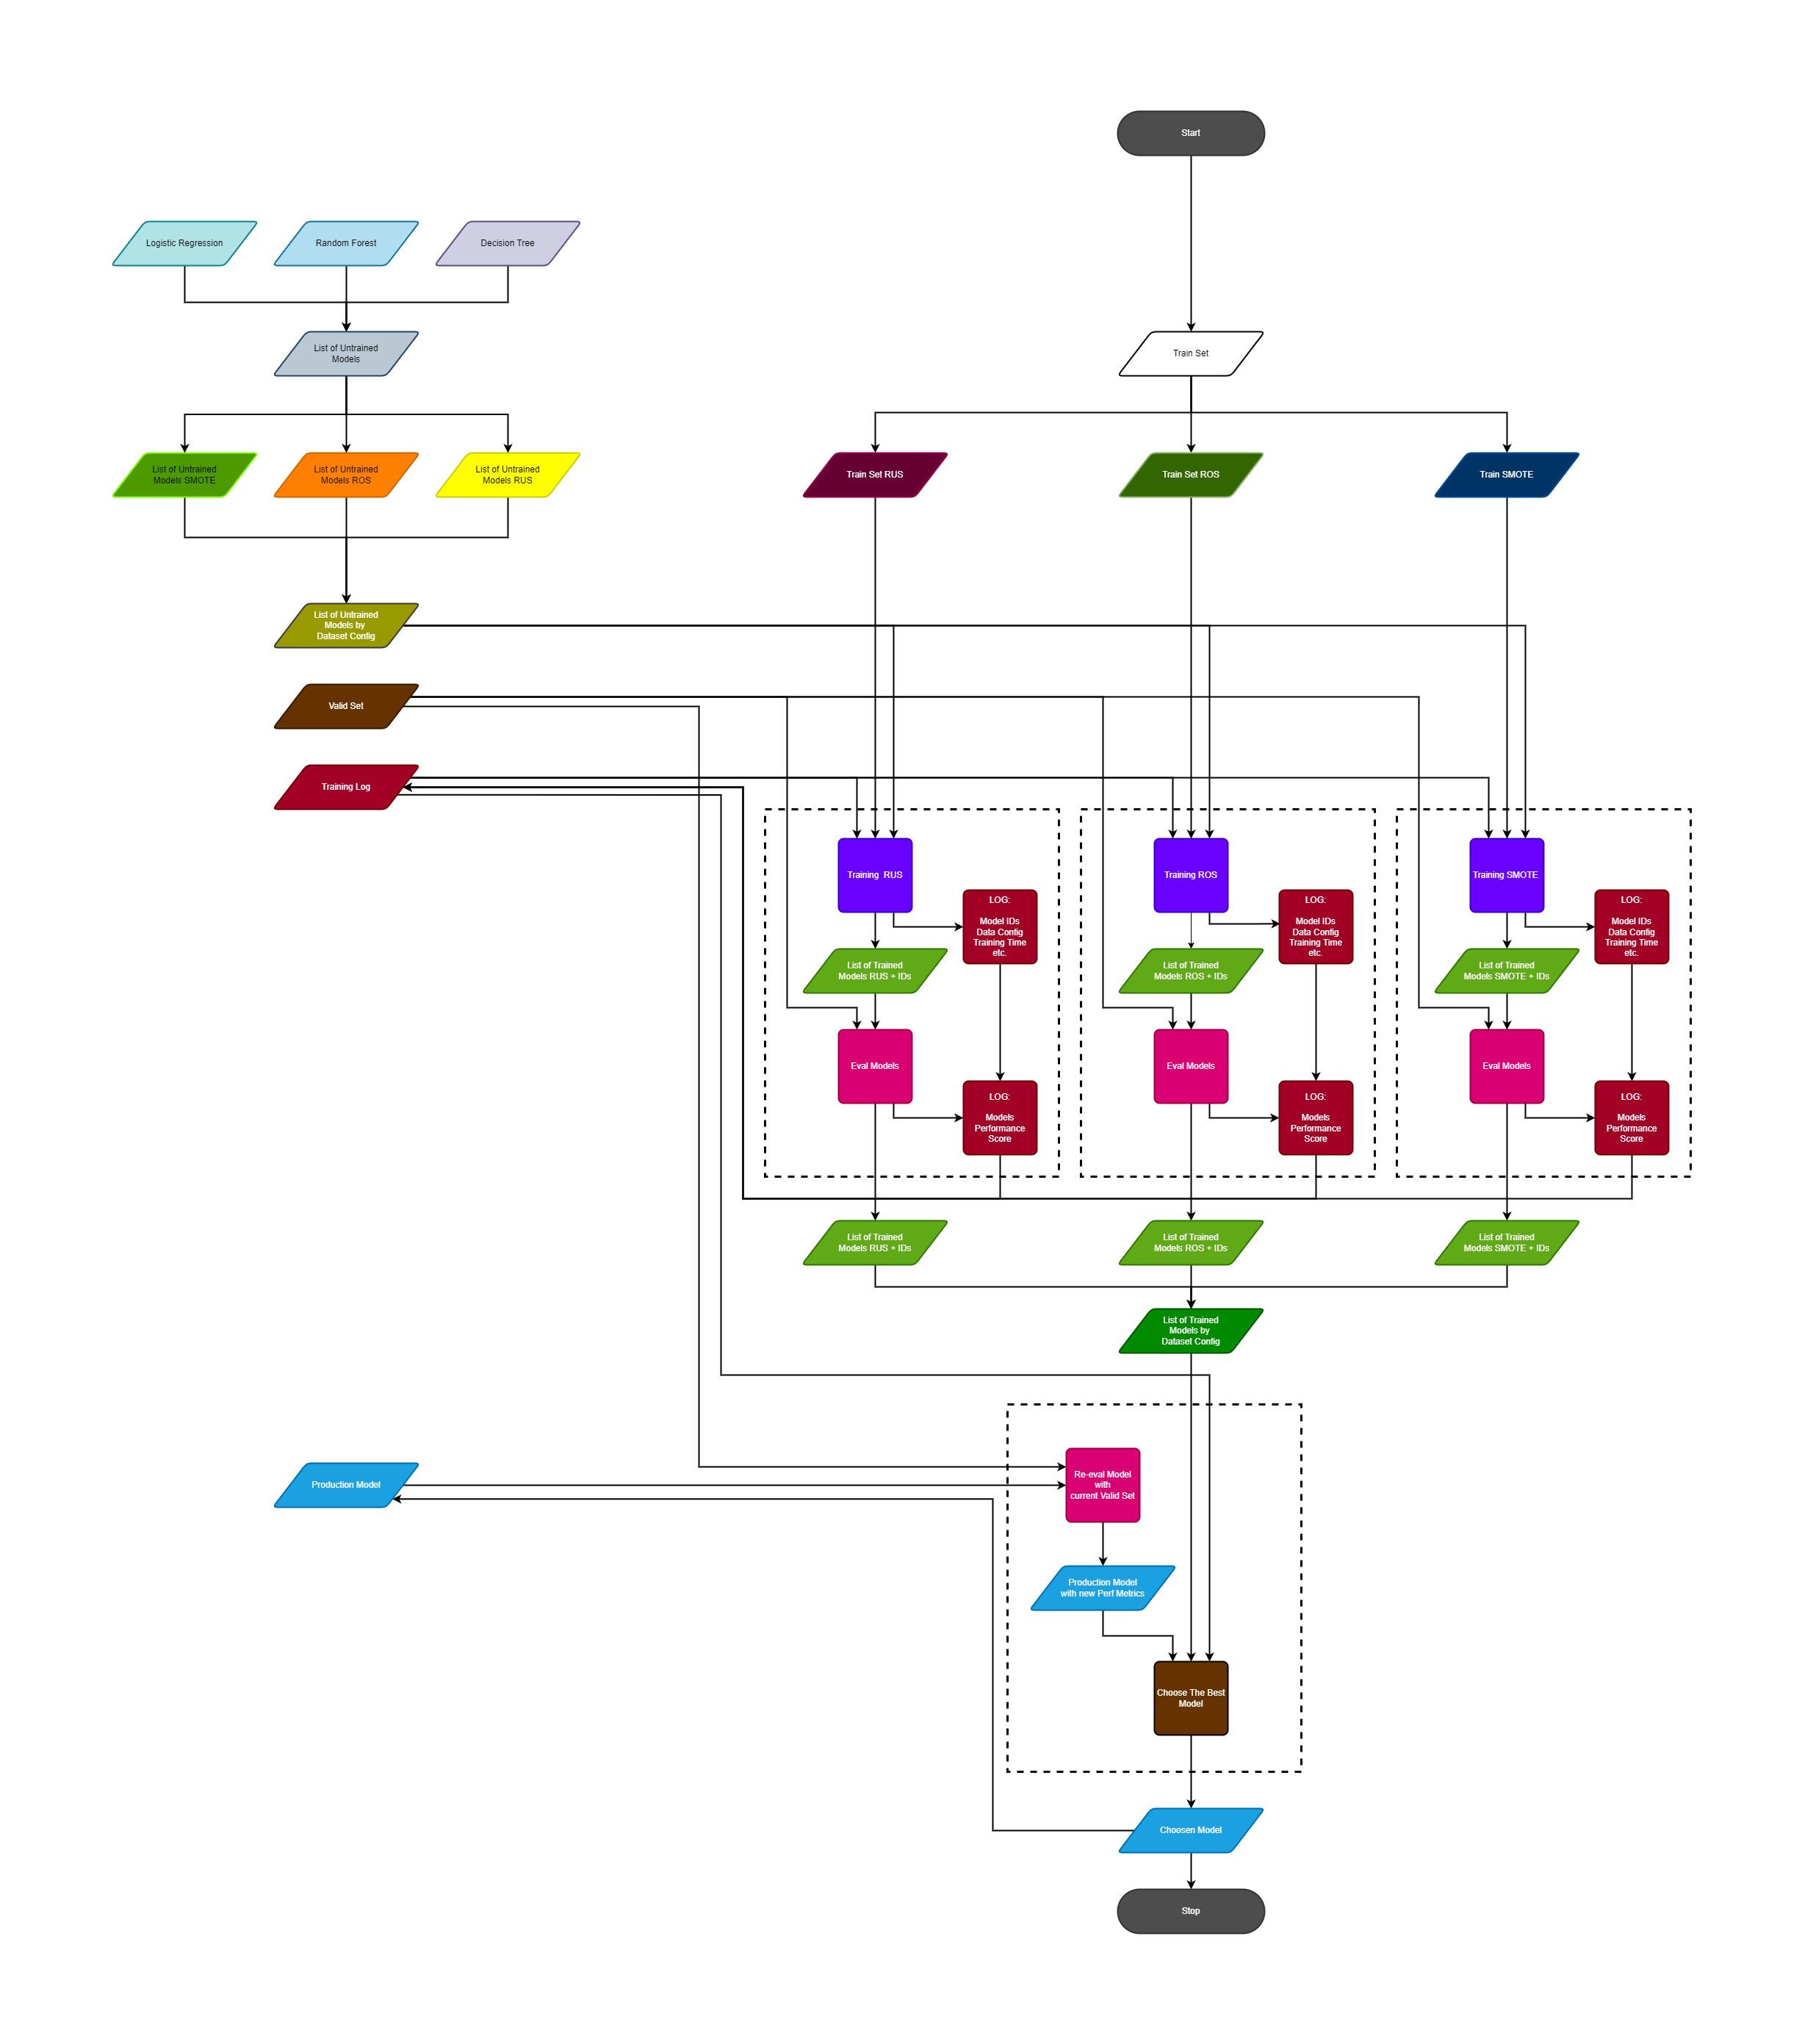 Start
Logistic Regression
Random Forest
Decision Tree
List of Untrained
Models
Train Set
List of Untrained
Models SMOTE
List of Untrained
Models ROS
List of Untrained
Models RUS
Train Set RUS
Train Set ROS
Train SMOTE
List of Untrained
Models by
Dataset Config
Valid Set
Training Log
Training RUS
LOG:
Model IDs
Data Config
Training Time
etc.
List of Trained
Models RUS + IDs
Eval Models
LOG:
Models
Performance
Score
Training ROS
LOG:
Model IDs
Data Config
Training Time
etc.
List of Trained
Models ROS + IDs
Eval Models
LOG:
Models
Performance
Score
Training SMOTE
LOG:
Model IDs
Data Config
Training Time
etc.
List of Trained
Models SMOTE + IDs
Eval Models
LOG:
Models
Performance
Score
List of Trained
Models RUS + IDs
List of Trained
Models ROS + IDs
List of Trained
Models SMOTE + IDs
List of Trained
Models by
Dataset Config
Production Model
Re-eval Model
with
current Valid Set
Production Model
with new Perf Metrics
Choose The Best
Model
Choosen Model
Stop